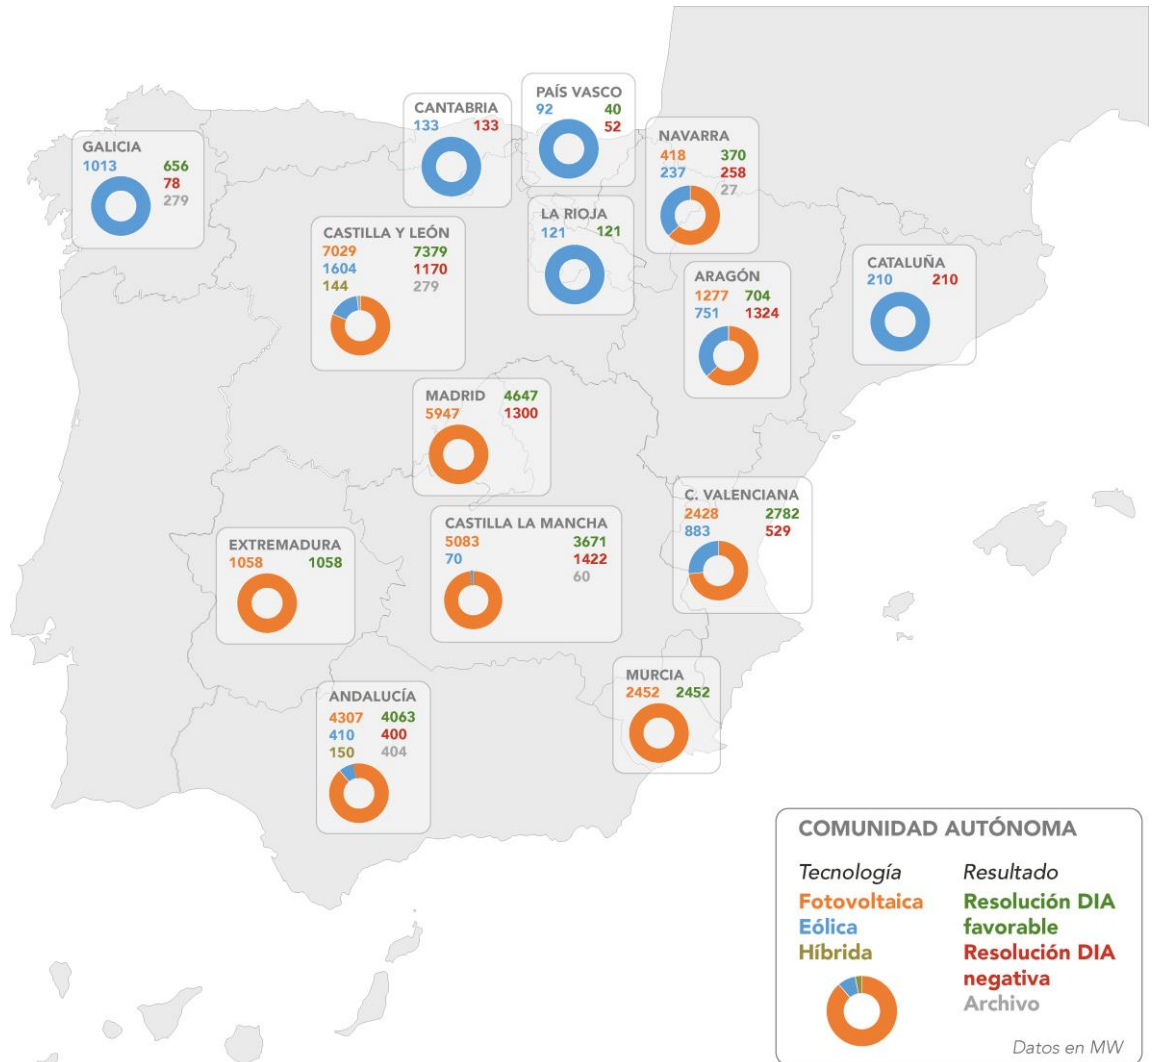 PAÍS VASCO
92 40
52
CANTABRIA
133 133
NAVARRA
418 370
237 258
27
GALICIA
1013 656
78
279
LA RIOJA
121 121
CASTILLA Y LEÓN
7029 7379
1604 1170
144 279
CATALUÑA
210 210
ARAGÓN
1277 704
751 1324
MADRID 4647
5947 1300
C. VALENCIANA
2428 2782
883 529
CASTILLA LA MANCHA
5083 3671
70 1422
60
EXTREMADURA
1058 1058
MURCIA
2452 2452
ANDALUCÍA
4307 4063
410 400
150 404
COMUNIDAD AUTÓNOMA
Tecnología
Fotovoltaica
Eólica
Híbrida
Resultado
Resolución DIA
favorable
Resolución DIA
negativa
Archivo
Datos en MW